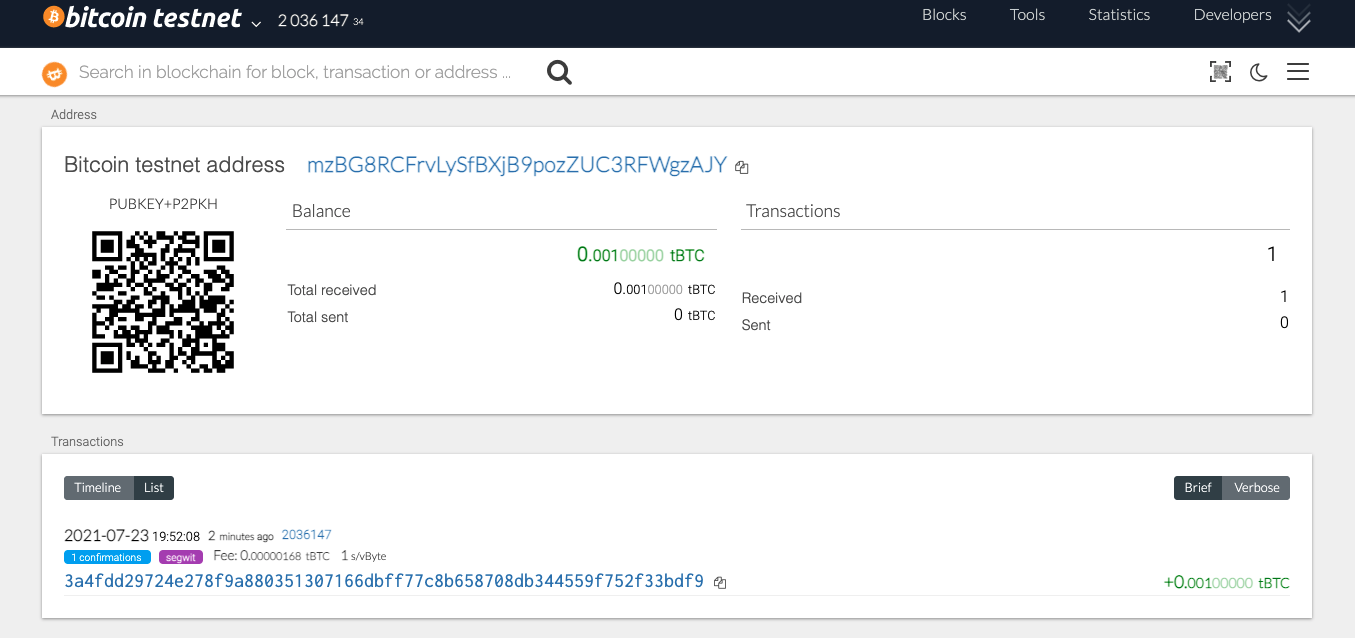 bitcoin testnet 2 036 147 34 Blocks Tools Statistics Developers
Search in blockchain for block, transaction or address ...
Address
Bitcoin testnet address mzBG8RCFrvLySfBXjB9pozZUC3RFWgzAJY
PUBKEY+P2PKH
Balance
0.00100000 tBTC
Total received 0.00100000 tBTC
Total sent 0 tBTC
Transactions
1
Received 1
Sent 0
Transactions
Timeline List Brief Verbose
2021-07-23 19:52:08 2 minutes ago 2036147
1 confirmations segwit Fee: 0.00000168 tBTC 1 s/vByte
3a4fdd29724e278f9a880351307166dbff77c8b658708db344559f752f33bdf9 +0.00100000 tBTC